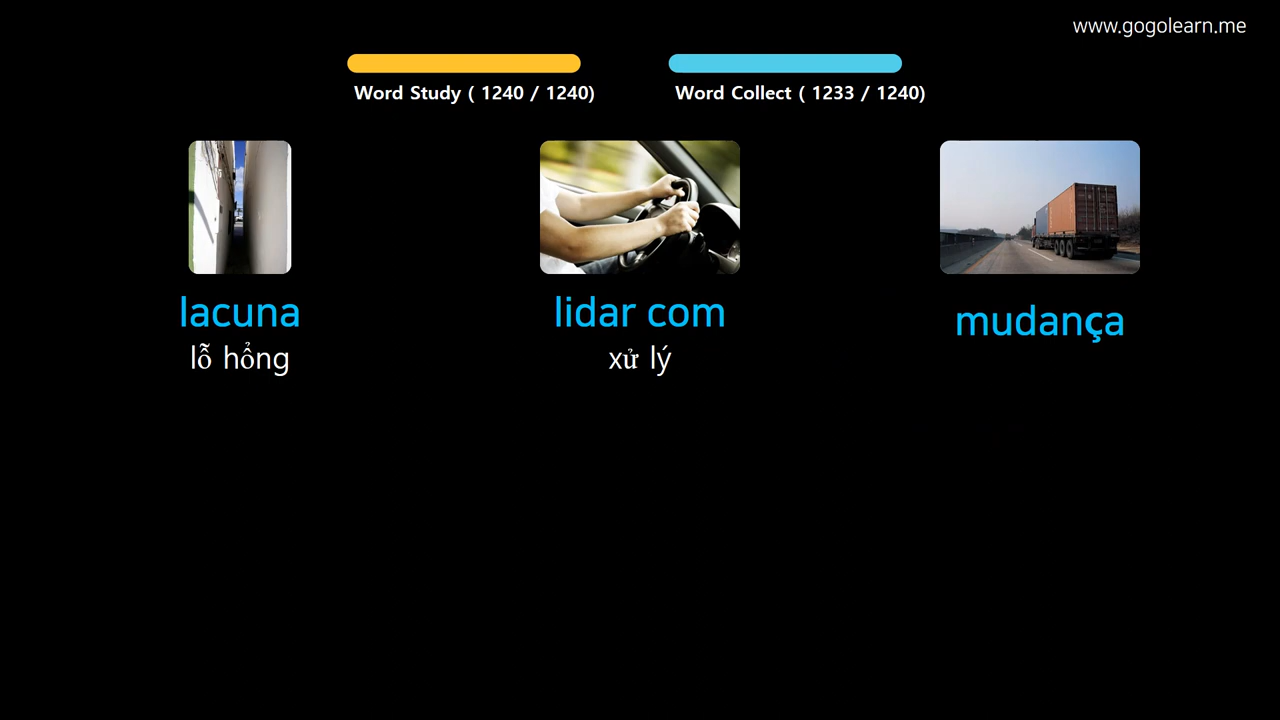 www.gogolearn.me
Word Study ( 1240 / 1240)
Word Collect ( 1233 / 1240)
lacuna
lỗ hổng
lidar com
xử lý
mudança